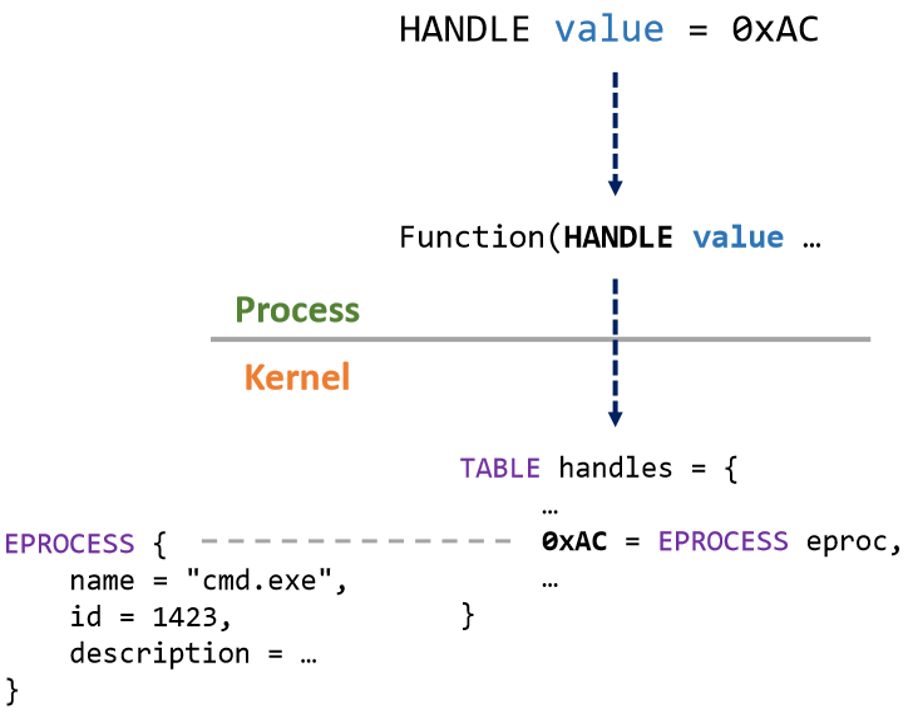 HANDLE value = 0xAC
Function(HANDLE value …
Process
Kernel
TABLE handles = {
…
0xAC = EPROCESS eproc,
…
}
EPROCESS {
name = "cmd.exe",
id = 1423,
description = …
}